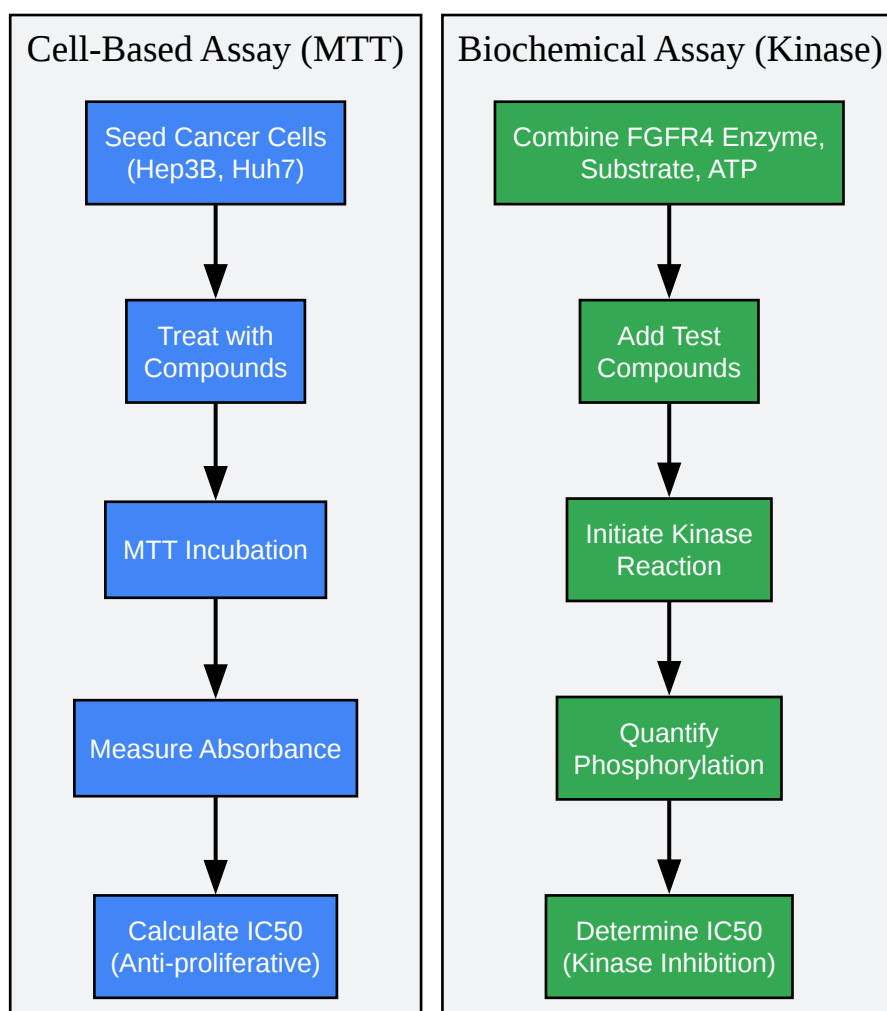 Cell-Based Assay (MTT)
Seed Cancer Cells
(Hep3B, Huh7)
Treat with
Compounds
MTT Incubation
Measure Absorbance
Calculate IC50
(Anti-proliferative)
Biochemical Assay (Kinase)
Combine FGFR4 Enzyme,
Substrate, ATP
Add Test
Compounds
Initiate Kinase
Reaction
Quantify
Phosphorylation
Determine IC50
(Kinase Inhibition)